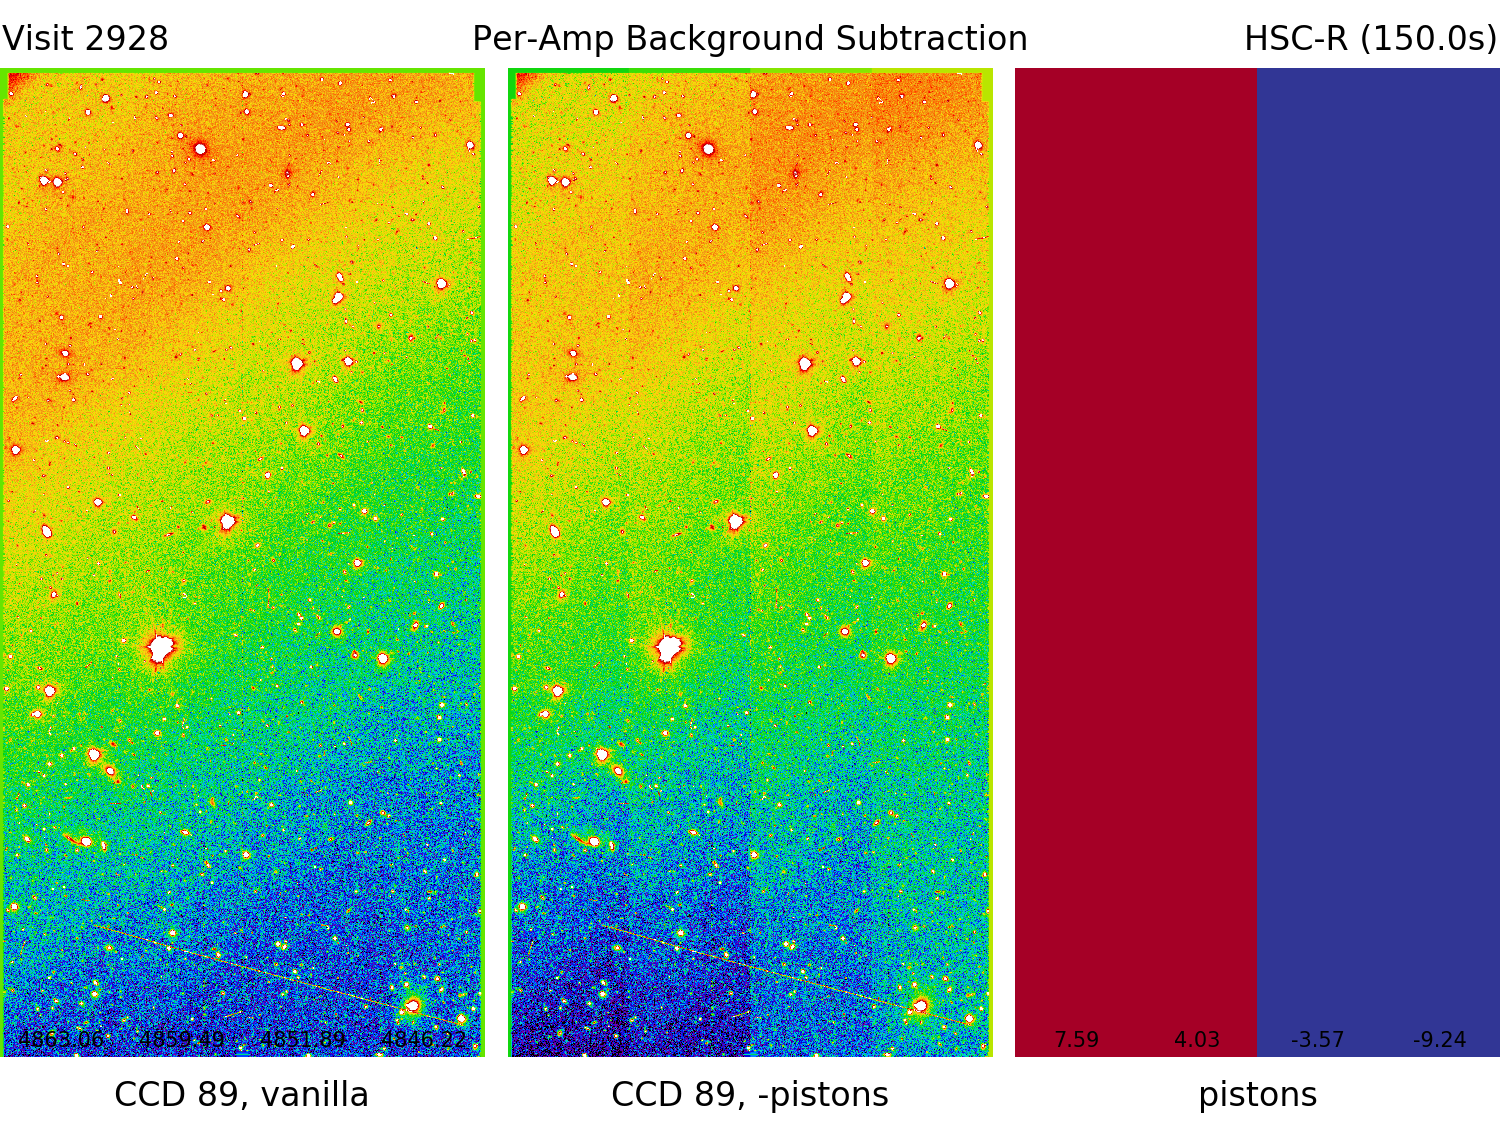 Visit 2928 Per-Amp Background Subtraction HSC-R (150.0s)
4863.06 4859.49 4851.89 4846.22 7.59 4.03 -3.57 -9.24
CCD 89, vanilla CCD 89, -pistons pistons